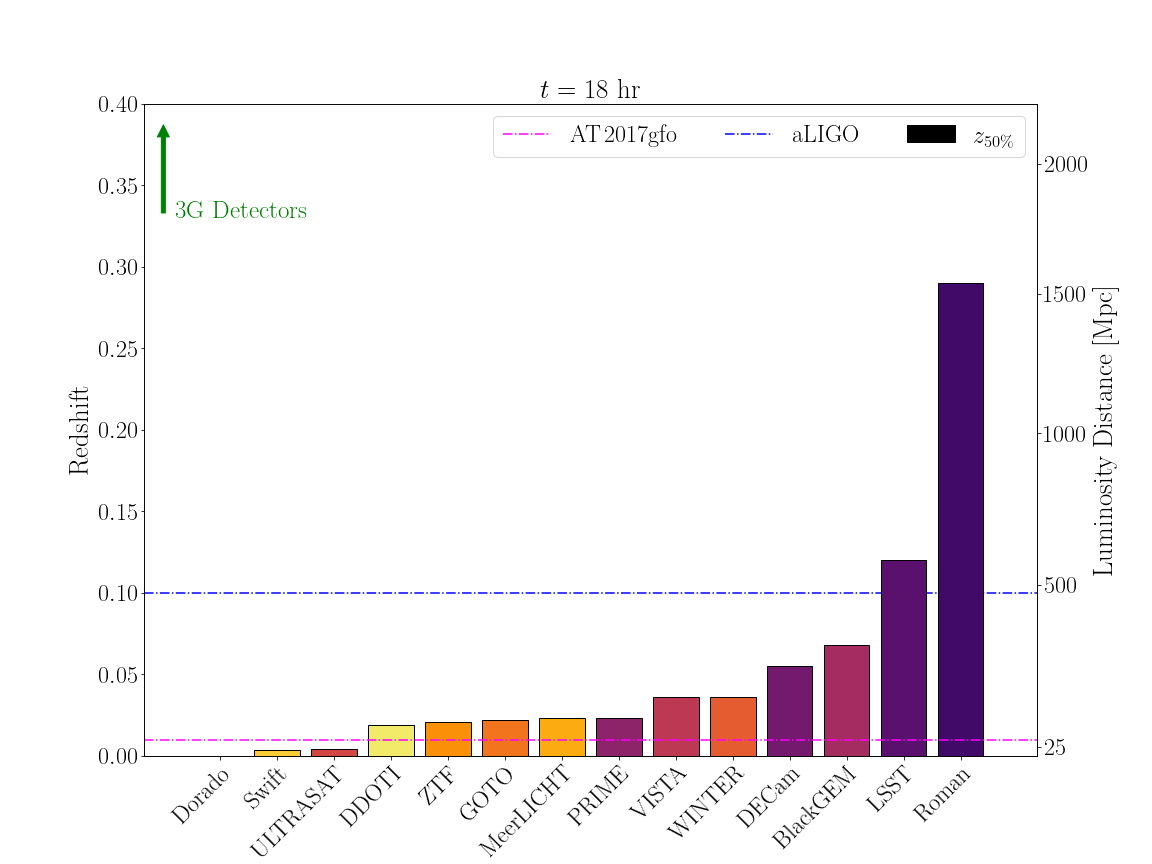 t = 18 hr
AT 2017gfo
aLIGO
z50%
3G Detectors
Redshift
0.40
0.35
0.30
0.25
0.20
0.15
0.10
0.05
0.00
2000
1500
1000
500
25
Luminosity Distance [Mpc]
Dorado
Swift
ULTRASAT
DDOTI
ZTF
GOTO
MeerLICHT
PRIME
VISTA
WINTER
DECam
BlackGEM
LSST
Roman